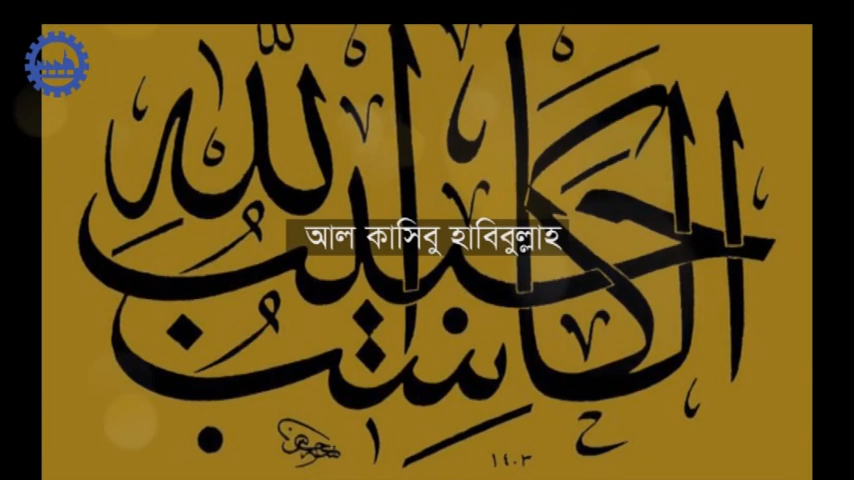 الكاسب حبيب الله
আল কাসিবু হাবিবুল্লাহ
١٤٠٣